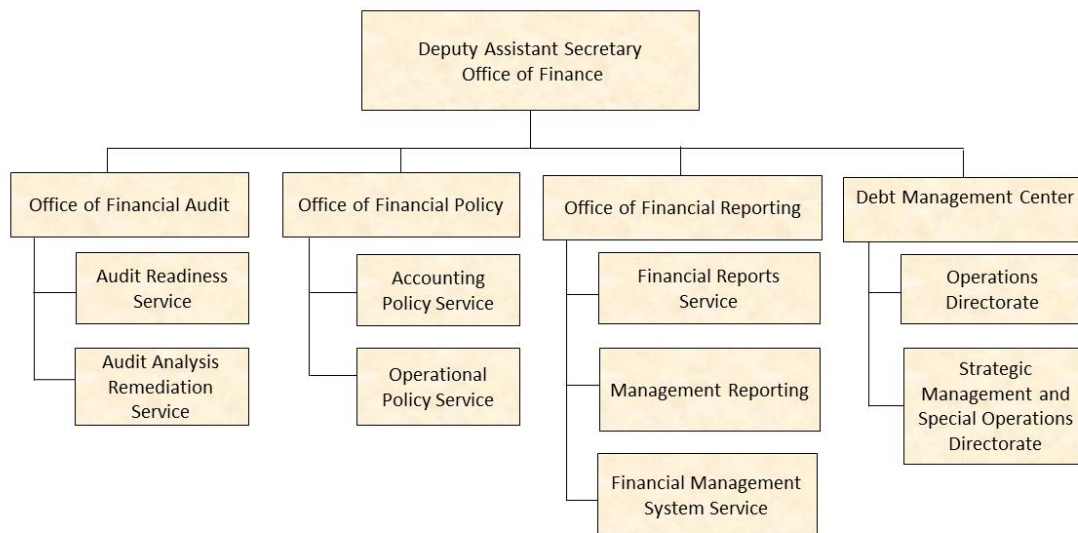 Deputy Assistant Secretary
Office of Finance
Office of Financial Audit
Audit Readiness
Service
Audit Analysis
Remediation
Service
Office of Financial Policy
Accounting
Policy Service
Operational
Policy Service
Office of Financial Reporting
Financial Reports
Service
Management Reporting
Financial Management
System Service
Debt Management Center
Operations
Directorate
Strategic
Management and
Special Operations
Directorate